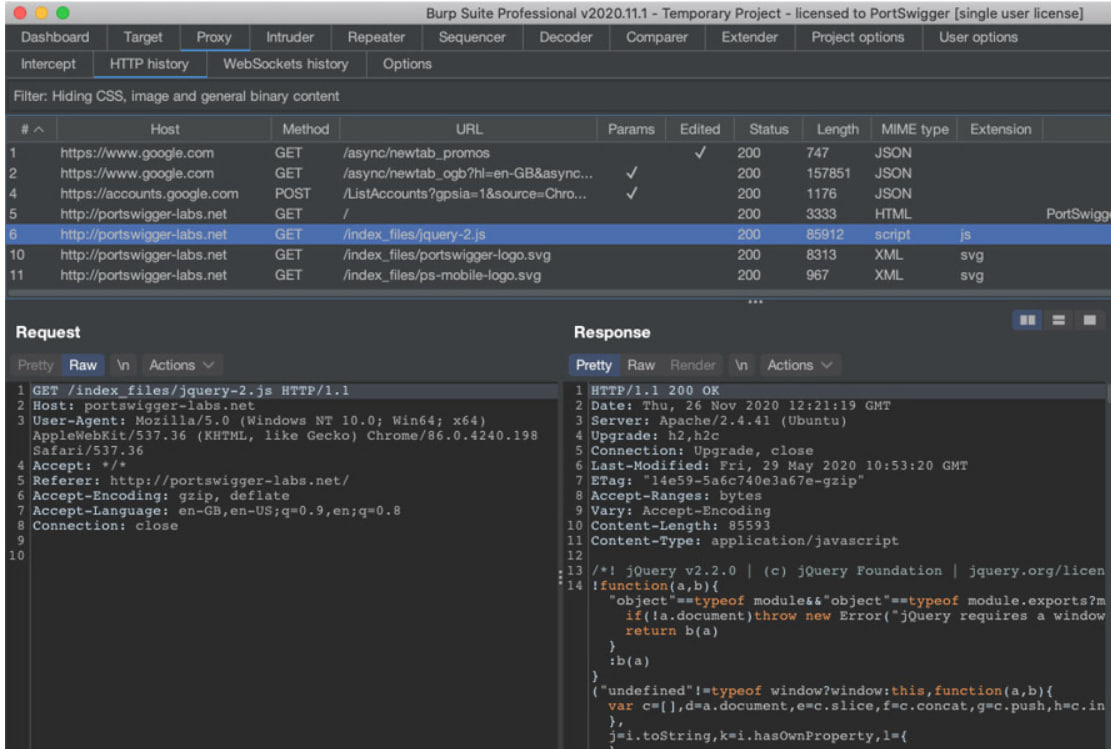 Burp Suite Professional v2020.11.1 - Temporary Project - licensed to PortSwigger [single user license]
Dashboard Target Proxy Intruder Repeater Sequencer Decoder Comparer Extender Project options User options
Intercept HTTP history WebSockets history Options
Filter: Hiding CSS, image and general binary content
# Host Method URL Params Edited Status Length MIME type Extension
1 https://www.google.com GET /async/newtab_promos ✓ 200 747 JSON
2 https://www.google.com GET /async/newtab_ogb?hl=en-GB&async... ✓ 200 157851 JSON
4 https://accounts.google.com POST /ListAccounts?gpsia=1&source=Chro... ✓ 200 1176 JSON
5 http://portswigger-labs.net GET / 200 3333 HTML PortSwigge
6 http://portswigger-labs.net GET /index_files/jquery-2.js 200 85912 script js
10 http://portswigger-labs.net GET /index_files/portswigger-logo.svg 200 8313 XML svg
11 http://portswigger-labs.net GET /index_files/ps-mobile-logo.svg 200 967 XML svg
Request
Pretty Raw \n Actions
1 GET /index_files/jquery-2.js HTTP/1.1
2 Host: portswigger-labs.net
3 User-Agent: Mozilla/5.0 (Windows NT 10.0; Win64; x64)
AppleWebKit/537.36 (KHTML, like Gecko) Chrome/86.0.4240.198
Safari/537.36
4 Accept: */*
5 Referer: http://portswigger-labs.net/
6 Accept-Encoding: gzip, deflate
7 Accept-Language: en-GB,en-US;q=0.9,en;q=0.8
8 Connection: close
9
10
Response
Pretty Raw Render \n Actions
1 HTTP/1.1 200 OK
2 Date: Thu, 26 Nov 2020 12:21:19 GMT
3 Server: Apache/2.4.41 (Ubuntu)
4 Upgrade: h2,h2c
5 Connection: Upgrade, close
6 Last-Modified: Fri, 29 May 2020 10:53:20 GMT
7 ETag: "14e59-5a6c740e3a67e-gzip"
8 Accept-Ranges: bytes
9 Vary: Accept-Encoding
10 Content-Length: 85593
11 Content-Type: application/javascript
12
13 /*! jQuery v2.2.0 | (c) jQuery Foundation | jquery.org/licen
14 !function(a,b){
"object"==typeof module&&"object"==typeof module.exports?m
if(!a.document)throw new Error("jQuery requires a window
return b(a)
}
:b(a)
}
("undefined"!=typeof window?window:this,function(a,b){
var c=[],d=a.document,e=c.slice,f=c.concat,g=c.push,h=c.in
},
j=i.toString,k=i.hasOwnProperty,l={